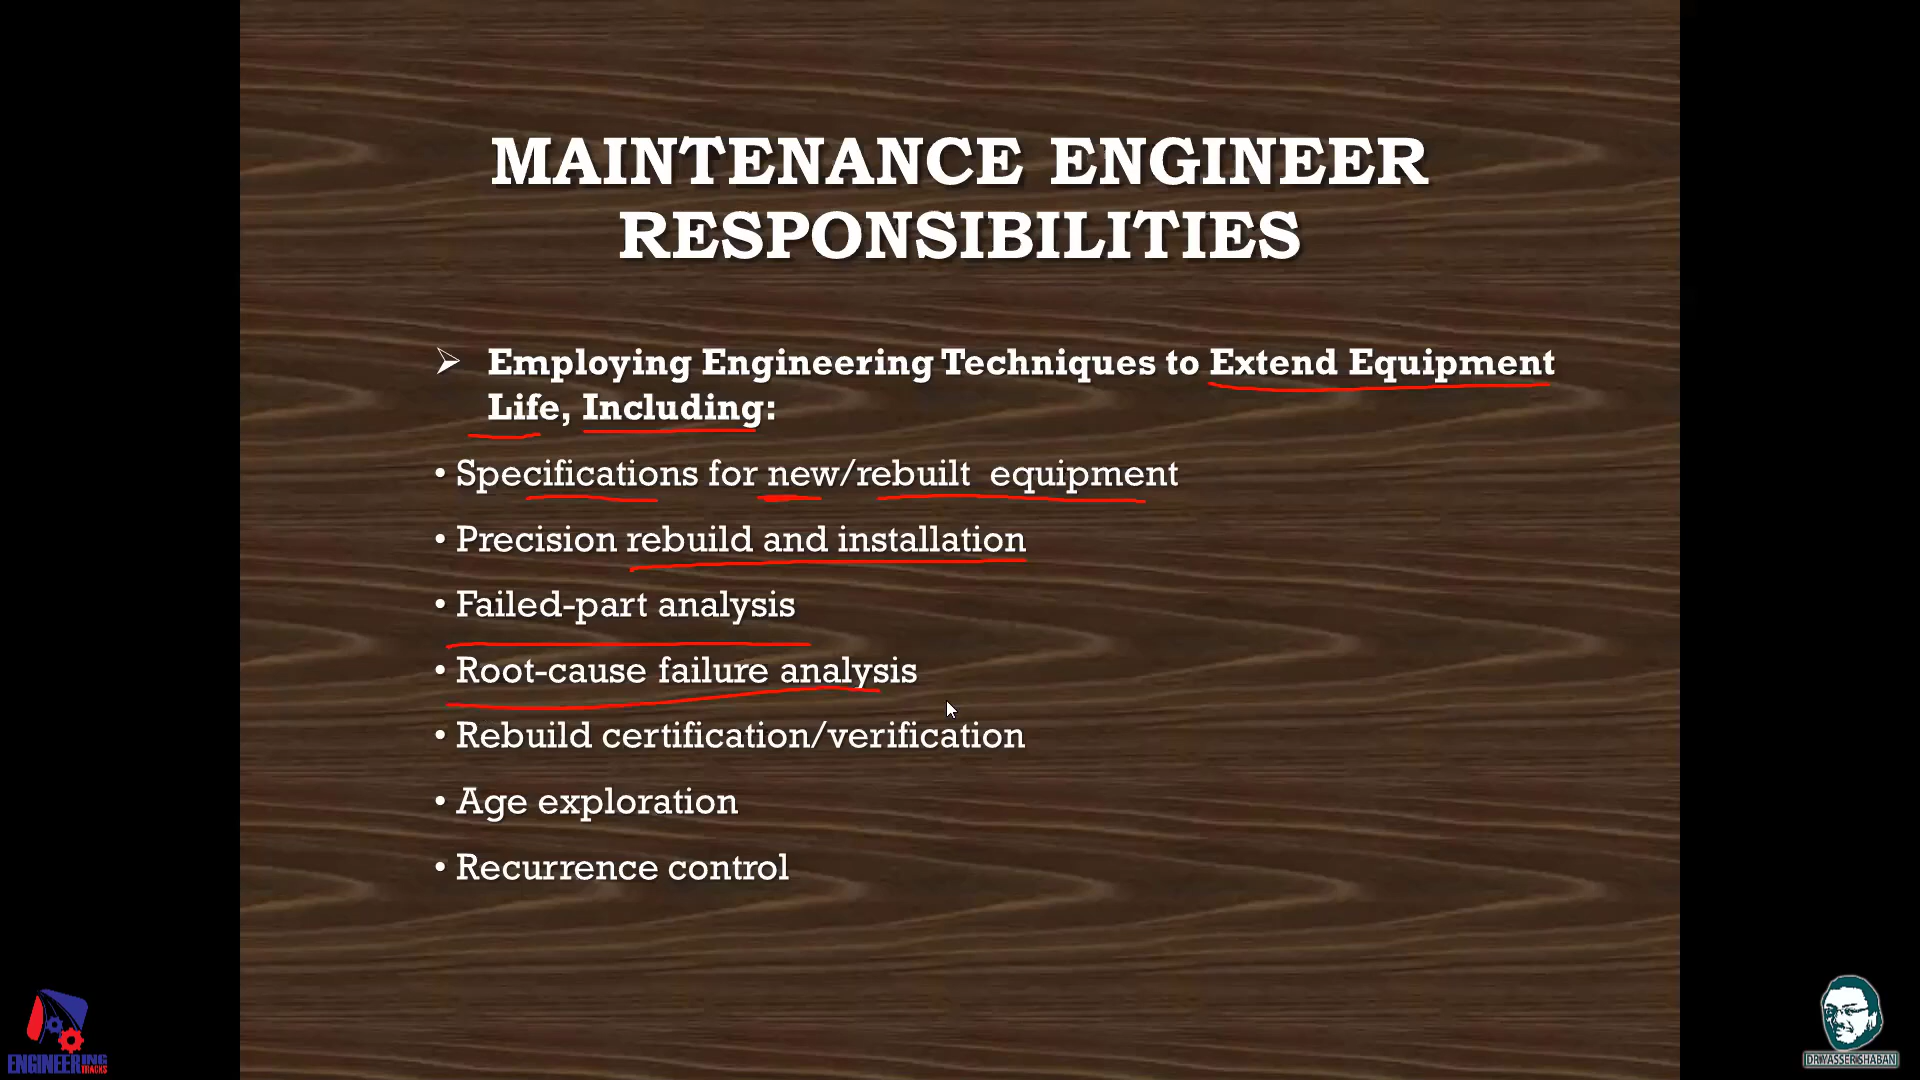 MAINTENANCE ENGINEER
RESPONSIBILITIES
➢ Employing Engineering Techniques to Extend Equipment
Life, Including:
• Specifications for new/rebuilt equipment
• Precision rebuild and installation
• Failed-part analysis
• Root-cause failure analysis
• Rebuild certification/verification
• Age exploration
• Recurrence control
ENGINEERING
TRACKS
DR.YASSER SHABAN